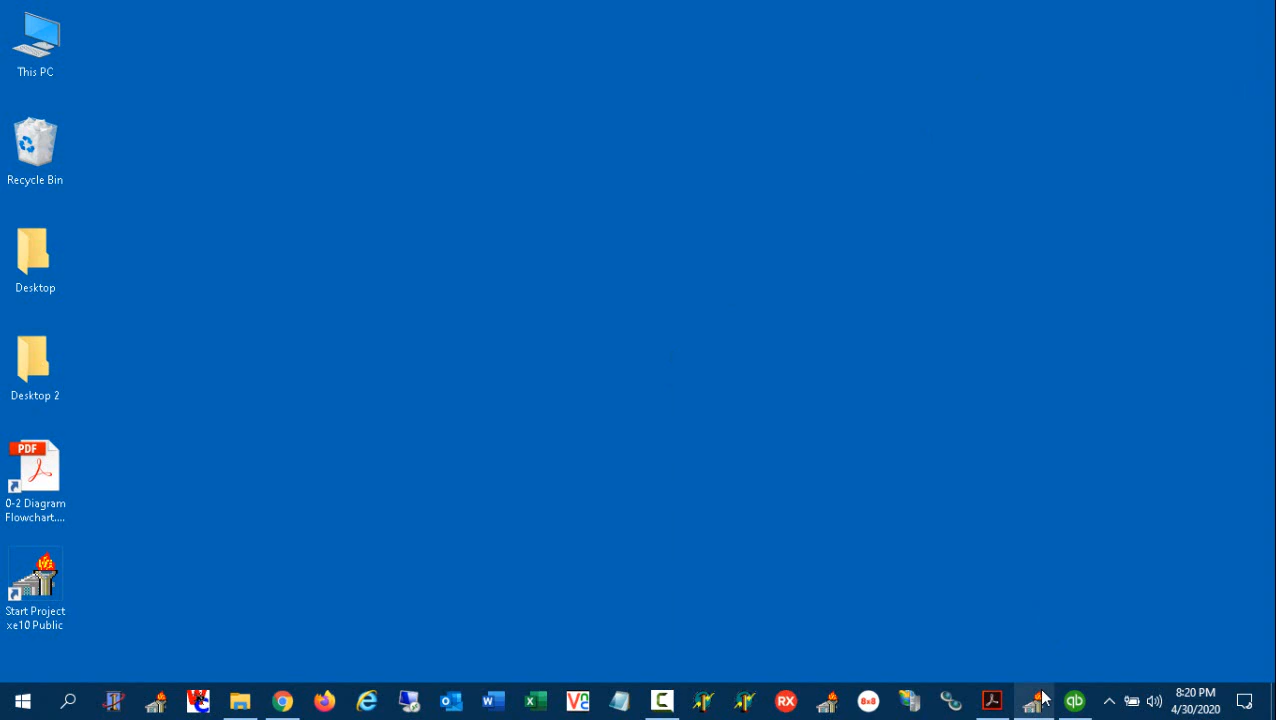 This PC
Recycle Bin
Desktop
Desktop 2
PDF
0-2 Diagram
Flowchart....
Start Project
xe10 Public
RX
8x8
qb
8:20 PM
4/30/2020